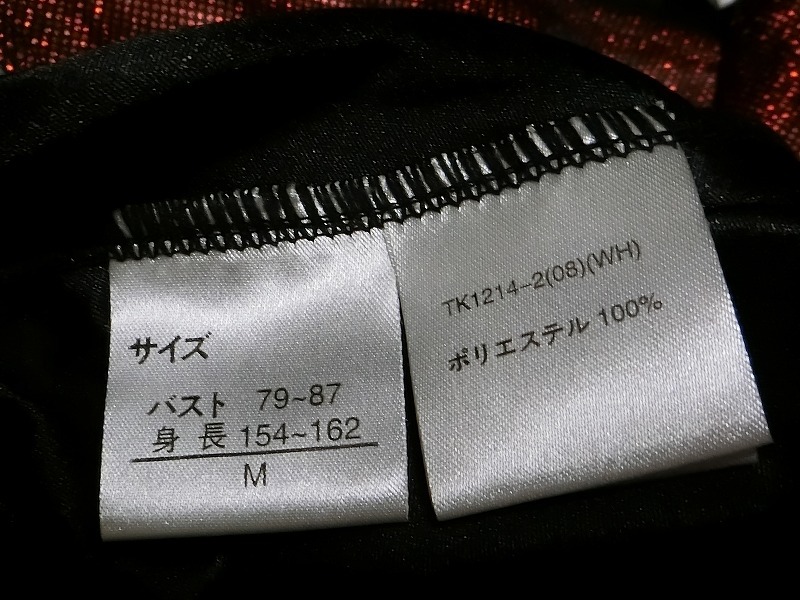 サイズ
バスト 79~87
身長 154~162
M
TK1214-2(08)(WH)
ポリエステル 100%